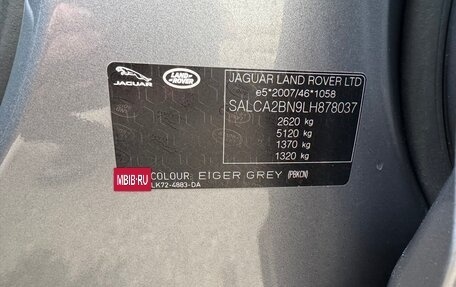 JAGUAR
LAND ROVER
JAGUAR LAND ROVER LTD
e5*2007/46*1058
SALCA2BN9LH878037
2620 kg
5120 kg
1370 kg
1320 kg
MBIB.RU
COLOUR EIGER GREY (PBKCN)
LK72-4883-DA